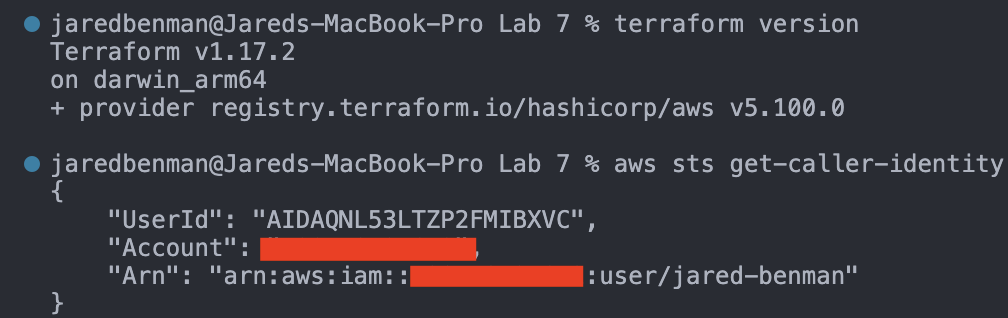 jaredbenman@Jareds-MacBook-Pro Lab 7 % terraform version
Terraform v1.17.2
on darwin_arm64
+ provider registry.terraform.io/hashicorp/aws v5.100.0
jaredbenman@Jareds-MacBook-Pro Lab 7 % aws sts get-caller-identity
{
"UserId": "AIDAQNL53LTZP2FMIBXVC",
"Account": ",
"Arn": "arn:aws:iam:: :user/jared-benman"
}